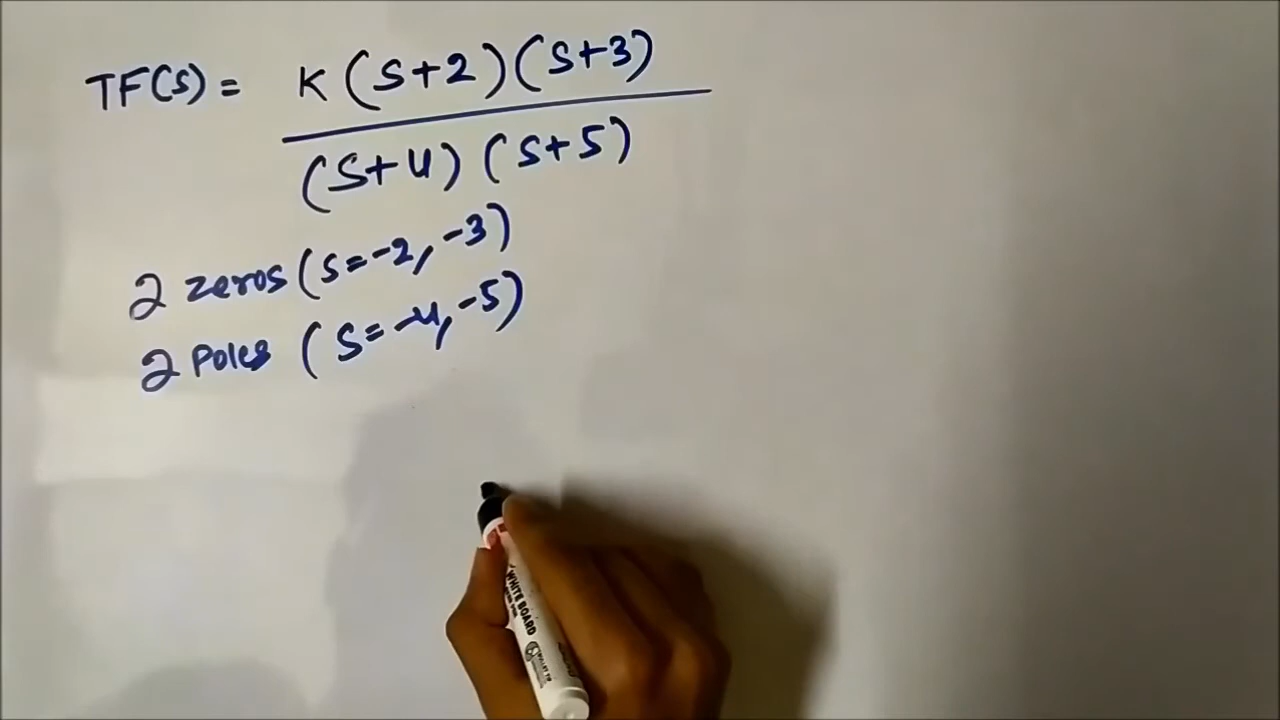 TF(s) = K(s+2)(s+3)
(s+4)(s+5)
2 zeros (s=-2, -3)
2 Poles (s=-4, -5)
WHITE BOARD